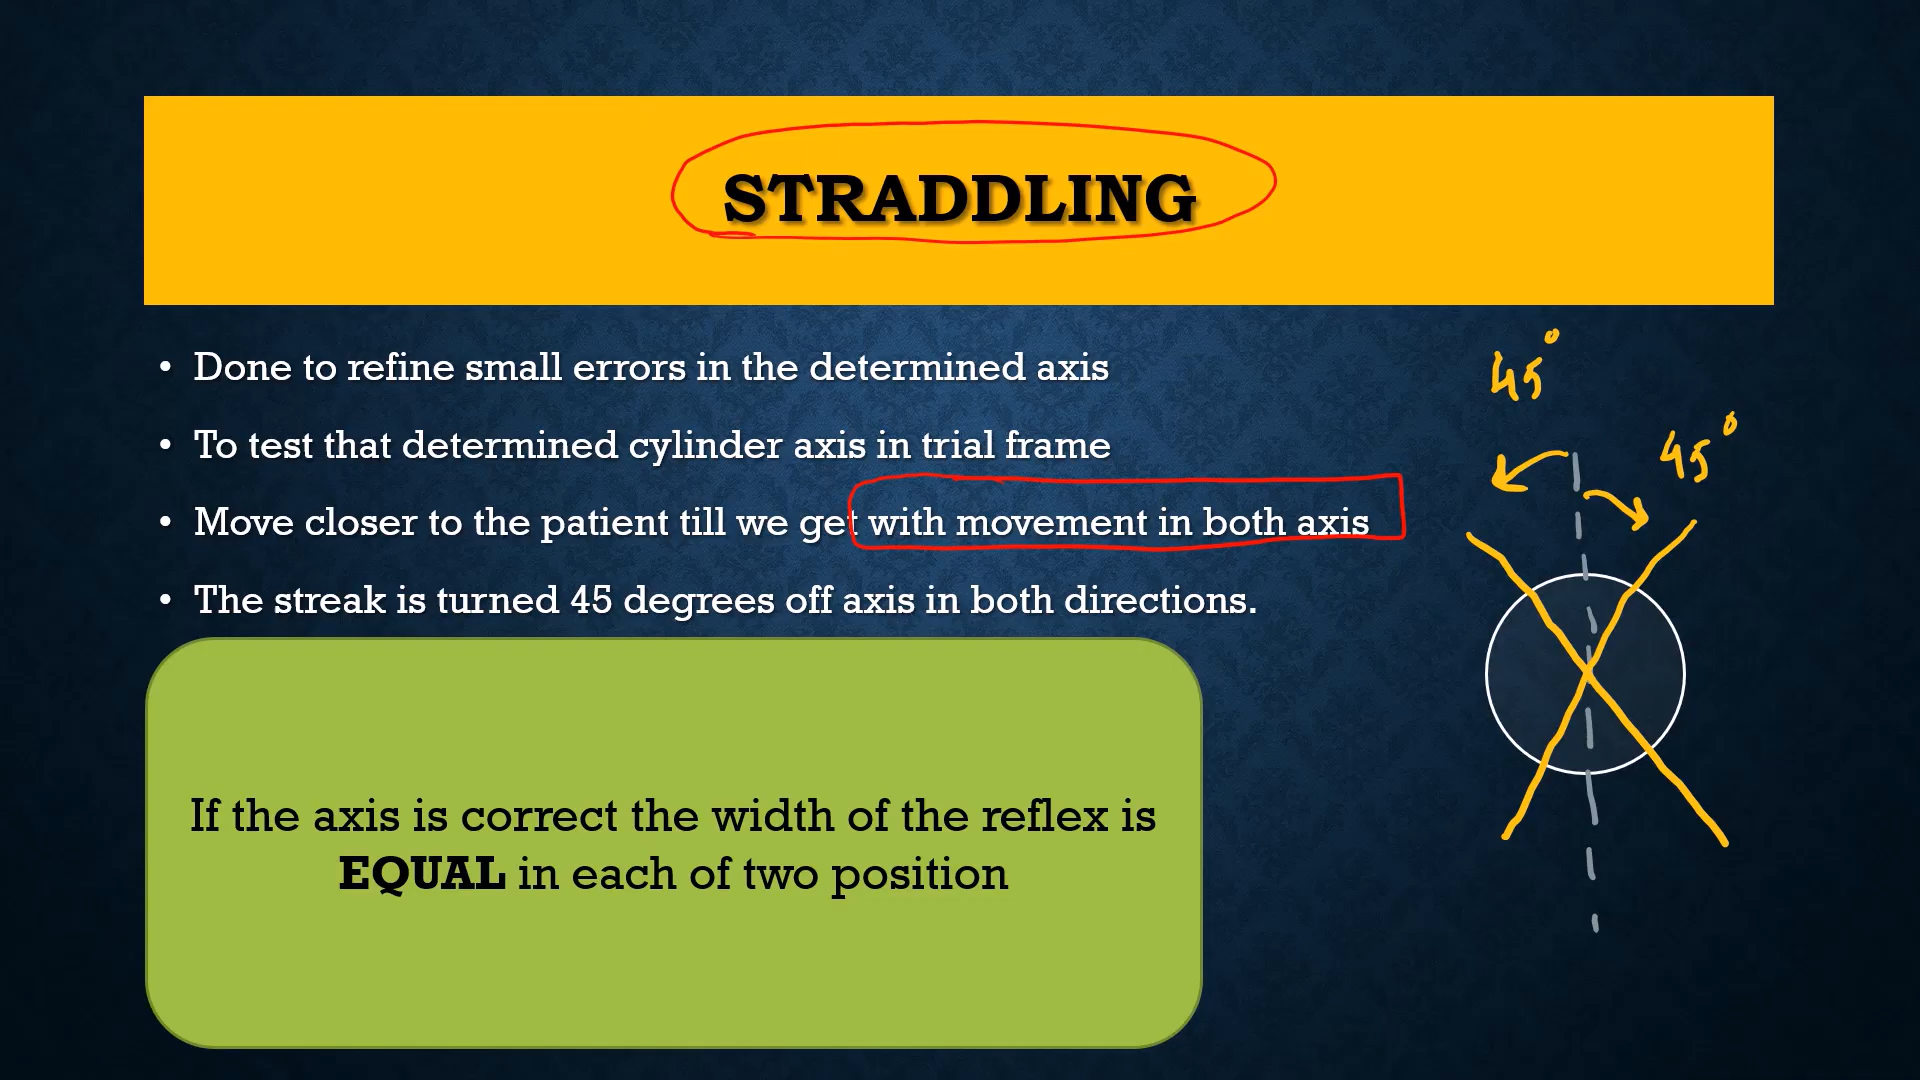 STRADDLING
• Done to refine small errors in the determined axis
• To test that determined cylinder axis in trial frame
• Move closer to the patient till we get with movement in both axis
• The streak is turned 45 degrees off axis in both directions.
If the axis is correct the width of the reflex is
EQUAL in each of two position
45°
45°